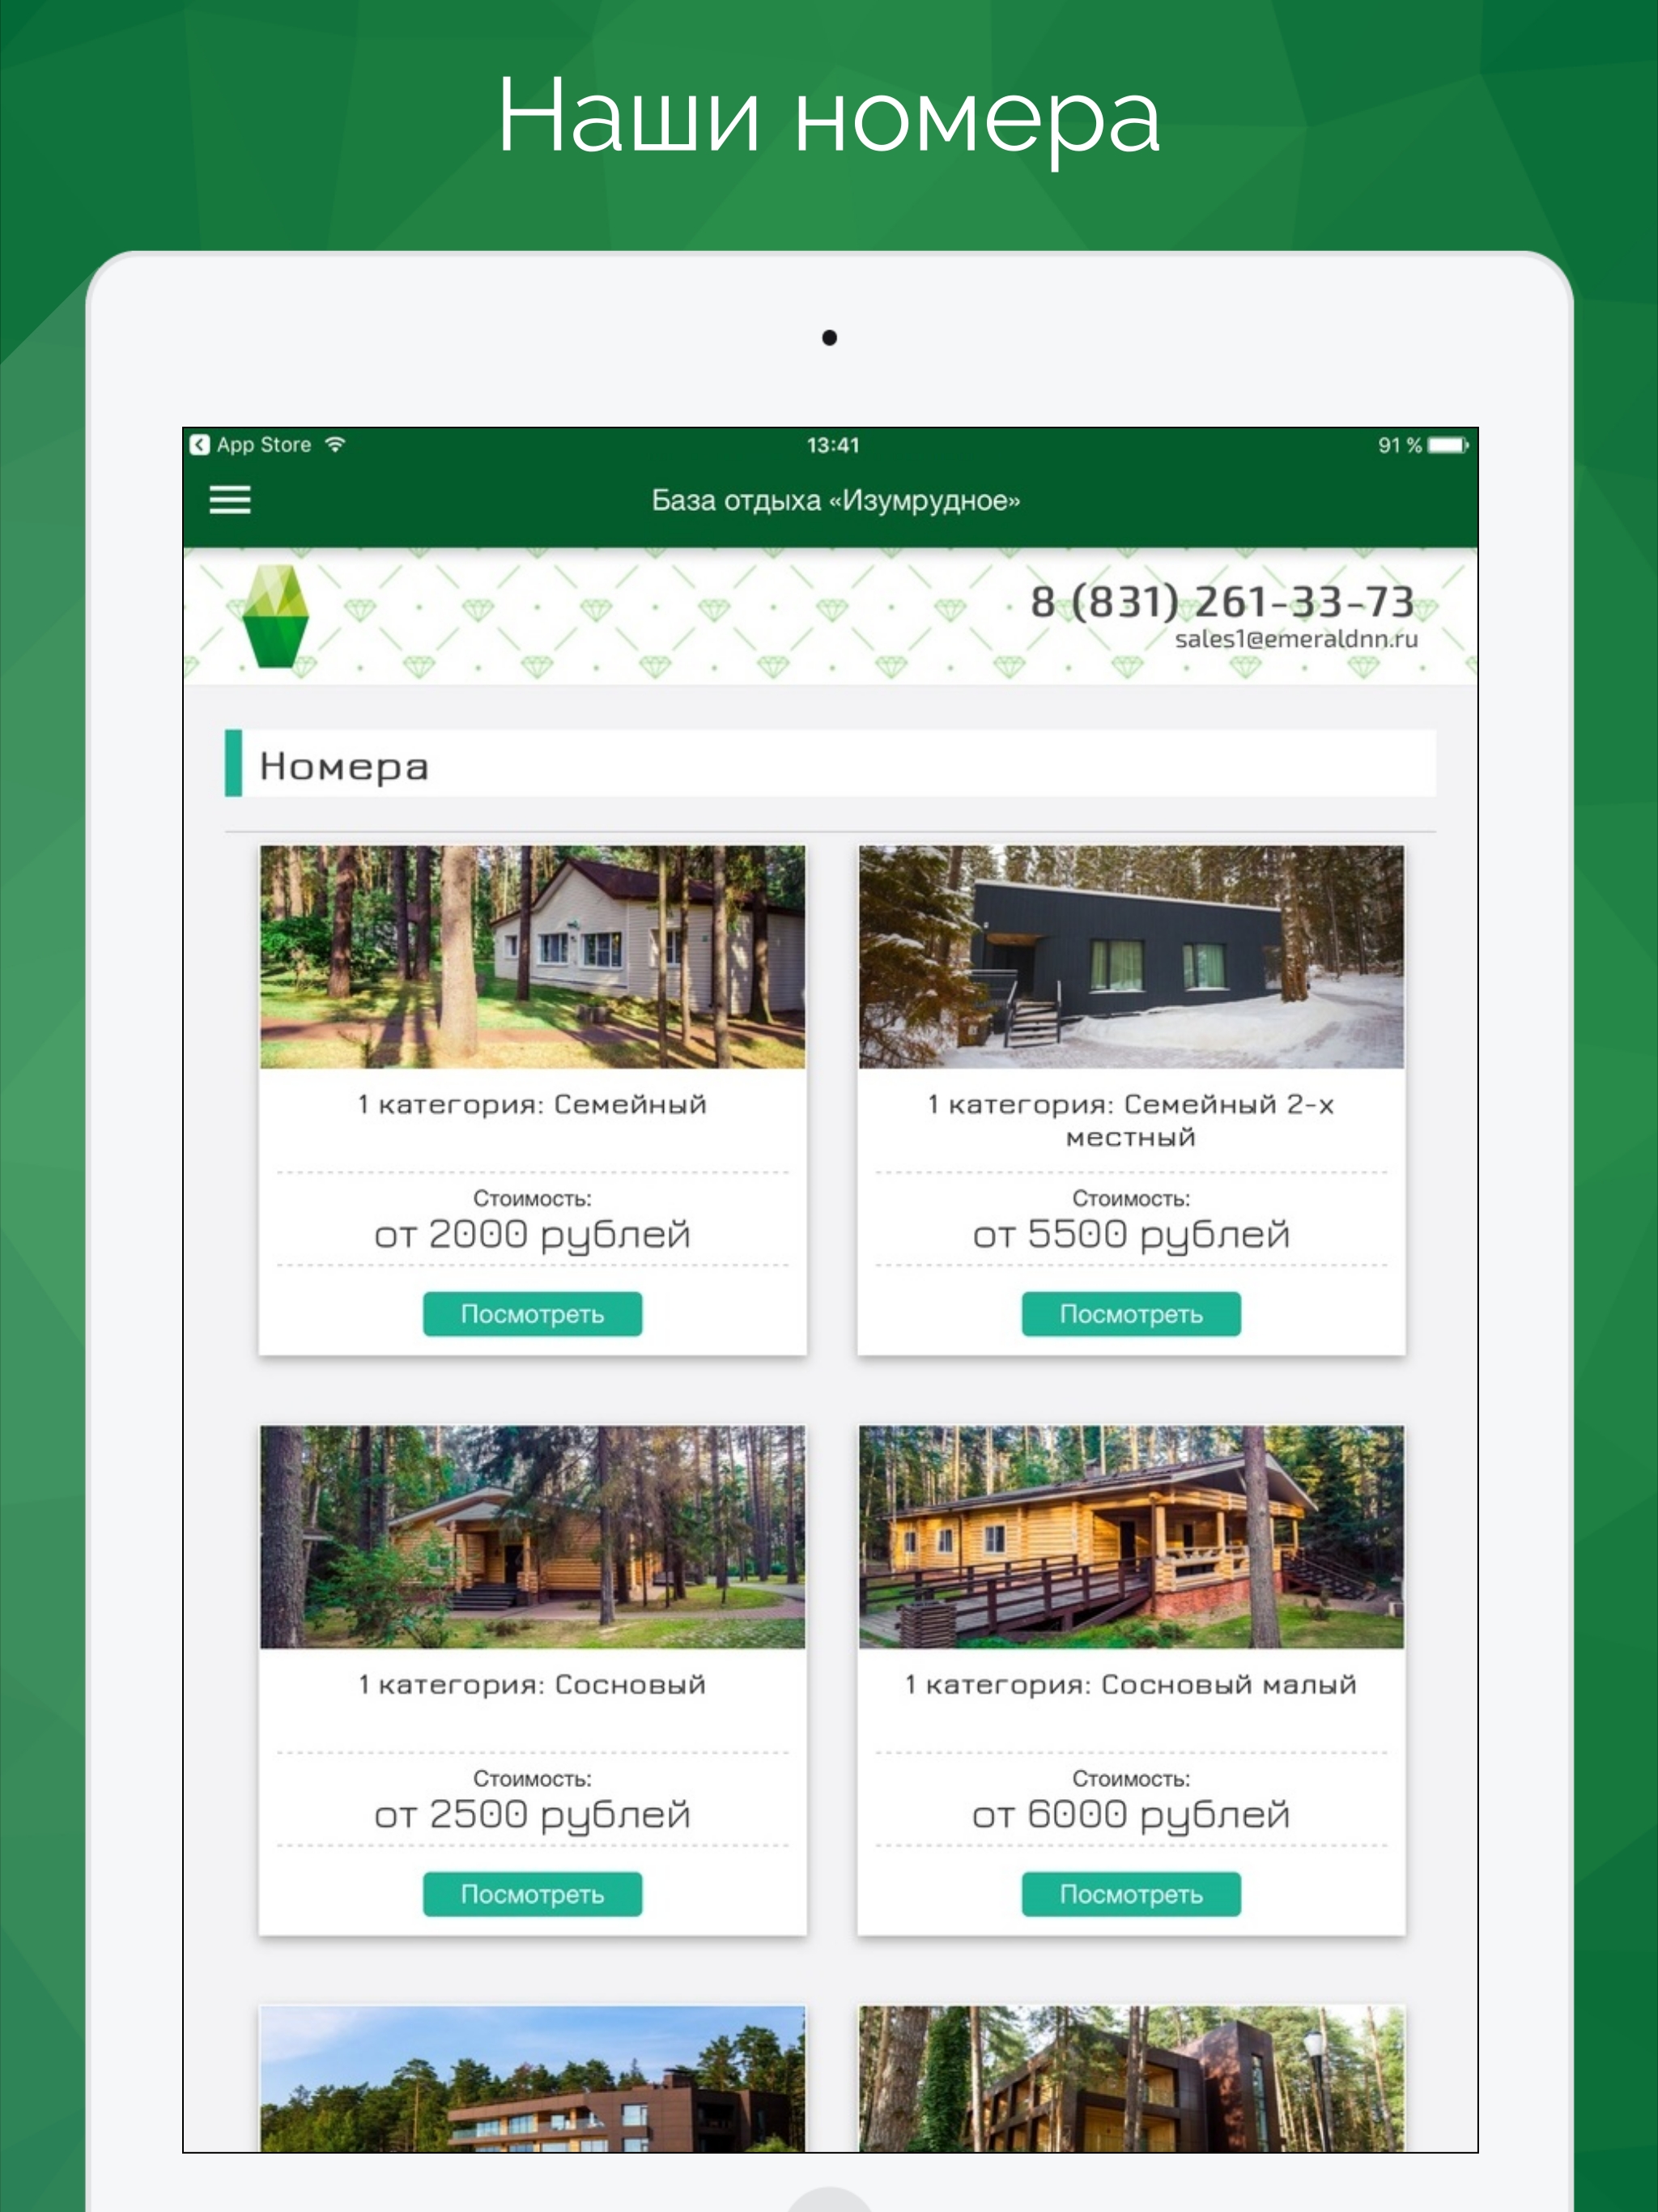 Наши номера
App Store
13:41
91 %
База отдыха «Изумрудное»
8 (831) 261-33-73
sales1@emeraldnn.ru
Номера
1 категория: Семейный
Стоимость:
от 2000 рублей
Посмотреть
1 категория: Семейный 2-х
местный
Стоимость:
от 5500 рублей
Посмотреть
1 категория: Сосновый
Стоимость:
от 2500 рублей
Посмотреть
1 категория: Сосновый малый
Стоимость:
от 6000 рублей
Посмотреть